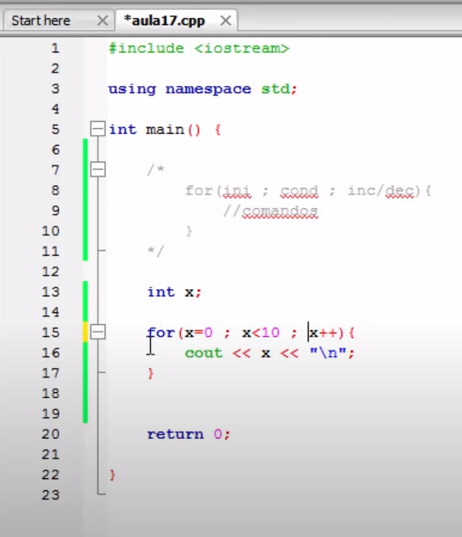 Start here *aula17.cpp
1 #include <iostream>
2
3 using namespace std;
4
5 int main() {
6
7 /*
8 for(ini ; cond ; inc/dec){
9 //comandos
10 }
11 */
12
13 int x;
14
15 for(x=0 ; x<10 ; x++){
16 cout << x << "\n";
17 }
18
19
20 return 0;
21
22 }
23